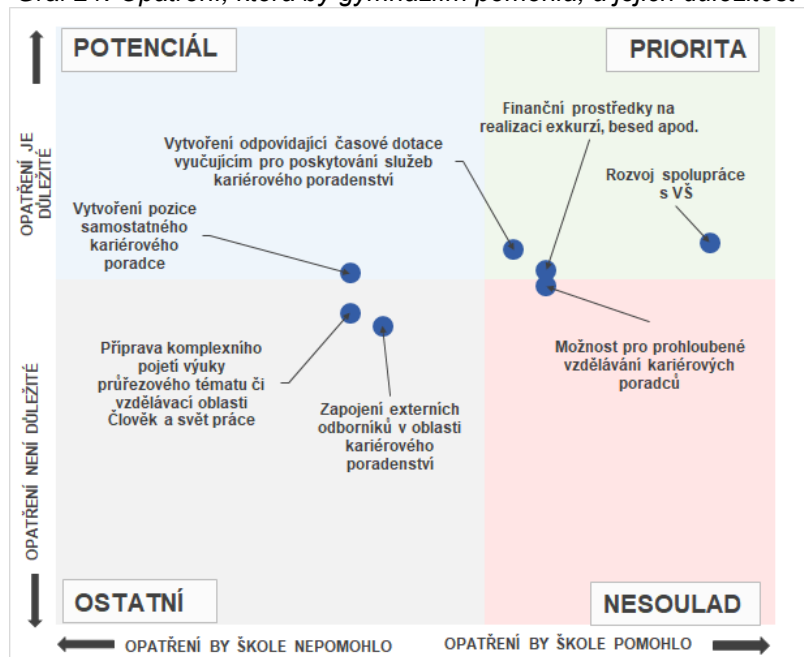 Graf 24: Opatření, která by gymnáziím pomohla, a jejich důležitost
POTENCIÁL
PRIORITA
Finanční prostředky na
realizaci exkurzí, besed apod.
Vytvoření odpovídající časové dotace
vyučujícím pro poskytování služeb
kariérového poradenství
Rozvoj spolupráce
s VŠ
Vytvoření pozice
samostatného
kariérového
poradce
OPATŘENÍ JE
DŮLEŽITÉ
Příprava komplexního
pojetí výuky
průřezového tématu či
vzdělávací oblasti
Člověk a svět práce
Možnost pro prohloubené
vzdělávání kariérových
poradců
Zapojení externích
odborníků v oblasti
kariérového
poradenství
OPATŘENÍ NENÍ DŮLEŽITÉ
OSTATNÍ
NESOULAD
OPATŘENÍ BY ŠKOLE NEPOMOHLO
OPATŘENÍ BY ŠKOLE POMOHLO